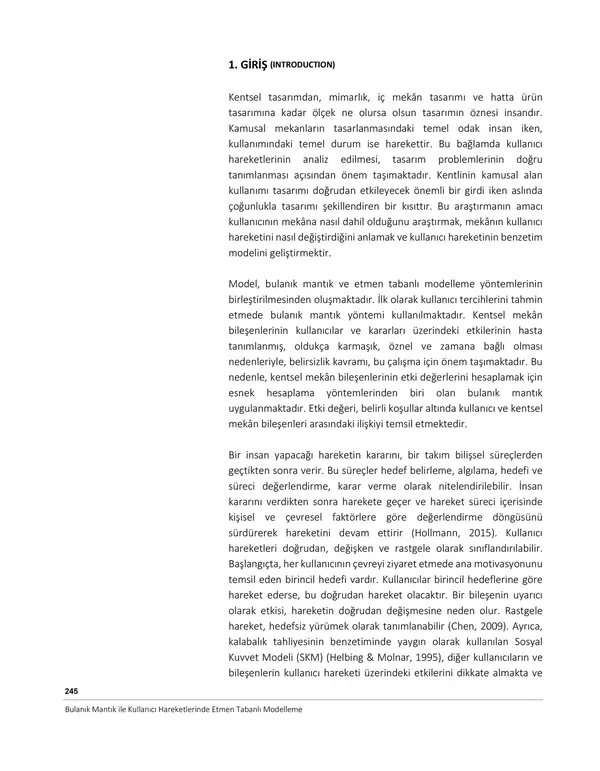 1. GİRİŞ (INTRODUCTION)
Kentsel tasarımdan, mimarlık, iç mekân tasarımı ve hatta ürün
tasarımına kadar ölçek ne olursa olsun tasarımın öznesi insandır.
Kamusal mekanların tasarlanmasındaki temel odak insan iken,
kullanımındaki temel durum ise harekettir. Bu bağlamda kullanıcı
hareketlerinin analiz edilmesi, tasarım problemlerinin doğru
tanımlanması açısından önem taşımaktadır. Kentlinin kamusal alan
kullanımı tasarımı doğrudan etkileyecek önemli bir girdi iken aslında
çoğunlukla tasarımı şekillendiren bir kısıttır. Bu araştırmanın amacı
kullanıcının mekâna nasıl dahil olduğunu araştırmak, mekânın kullanıcı
hareketini nasıl değiştirdiğini anlamak ve kullanıcı hareketinin benzetim
modelini geliştirmektir.
Model, bulanık mantık ve etmen tabanlı modelleme yöntemlerinin
birleştirilmesinden oluşmaktadır. İlk olarak kullanıcı tercihlerini tahmin
etmede bulanık mantık yöntemi kullanılmaktadır. Kentsel mekân
bileşenlerinin kullanıcılar ve kararları üzerindeki etkilerinin hasta
tanımlanmış, oldukça karmaşık, öznel ve zamana bağlı olması
nedenleriyle, belirsizlik kavramı, bu çalışma için önem taşımaktadır. Bu
nedenle, kentsel mekân bileşenlerinin etki değerlerini hesaplamak için
esnek hesaplama yöntemlerinden biri olan bulanık mantık
uygulanmaktadır. Etki değeri, belirli koşullar altında kullanıcı ve kentsel
mekân bileşenleri arasındaki ilişkiyi temsil etmektedir.
Bir insan yapacağı hareketin kararını, bir takım bilişsel süreçlerden
geçtikten sonra verir. Bu süreçler hedef belirleme, algılama, hedefi ve
süreci değerlendirme, karar verme olarak nitelendirilebilir. İnsan
kararını verdikten sonra harekete geçer ve hareket süreci içerisinde
kişisel ve çevresel faktörlere göre değerlendirme döngüsünü
sürdürerek hareketini devam ettirir (Hollmann, 2015). Kullanıcı
hareketleri doğrudan, değişken ve rastgele olarak sınıflandırılabilir.
Başlangıçta, her kullanıcının çevreyi ziyaret etmede ana motivasyonunu
temsil eden birincil hedefi vardır. Kullanıcılar birincil hedeflerine göre
hareket ederse, bu doğrudan hareket olacaktır. Bir bileşenin uyarıcı
olarak etkisi, hareketin doğrudan değişmesine neden olur. Rastgele
hareket, hedefsiz yürümek olarak tanımlanabilir (Chen, 2009). Ayrıca,
kalabalık tahliyesinin benzetiminde yaygın olarak kullanılan Sosyal
Kuvvet Modeli (SKM) (Helbing & Molnar, 1995), diğer kullanıcıların ve
bileşenlerin kullanıcı hareketi üzerindeki etkilerini dikkate almakta ve
245
Bulanık Mantık ile Kullanıcı Hareketlerinde Etmen Tabanlı Modelleme